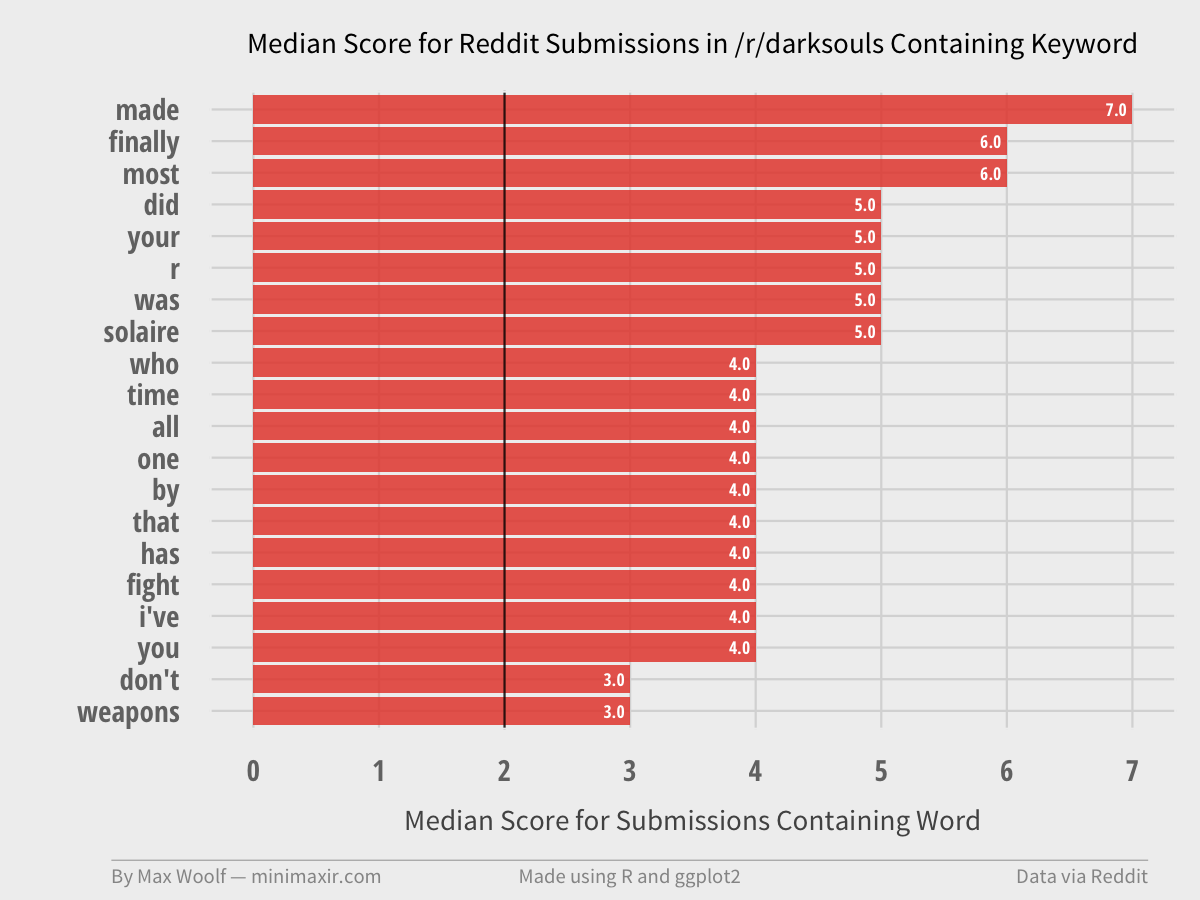 Median Score for Reddit Submissions in /r/darksouls Containing Keyword
made 7.0
finally 6.0
most 6.0
did 5.0
your 5.0
r 5.0
was 5.0
solaire 5.0
who 4.0
time 4.0
all 4.0
one 4.0
by 4.0
that 4.0
has 4.0
fight 4.0
i've 4.0
you 4.0
don't 3.0
weapons 3.0
0 1 2 3 4 5 6 7
Median Score for Submissions Containing Word
By Max Woolf — minimaxir.com Made using R and ggplot2 Data via Reddit